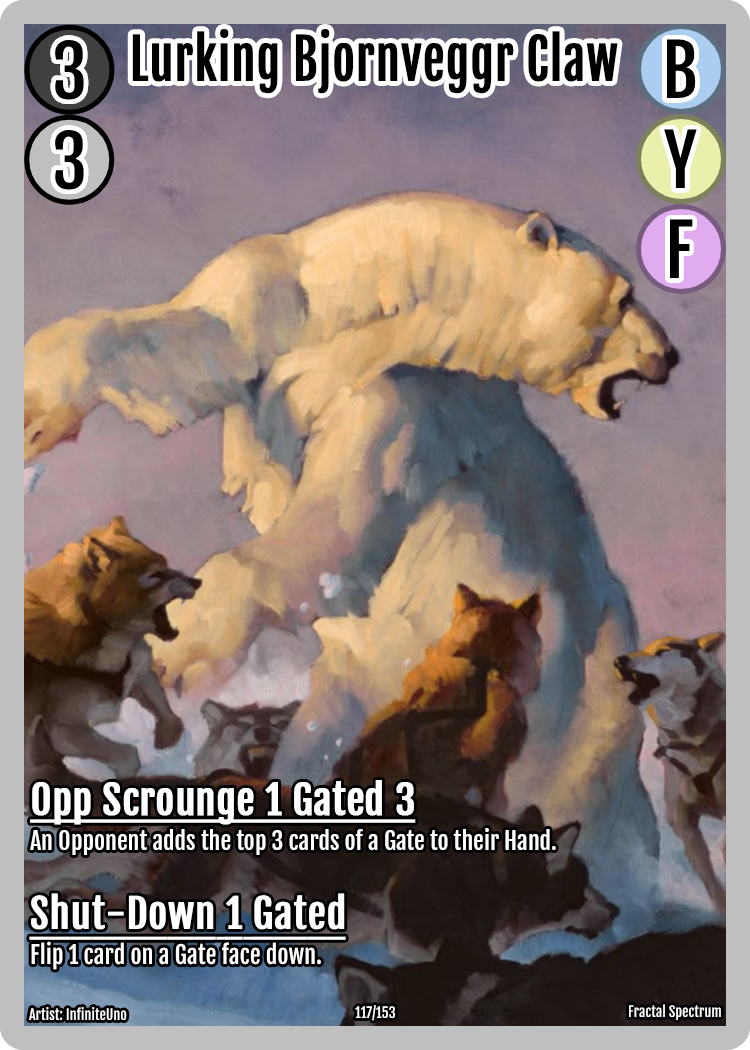 3
Lurking Bjornveggr Claw
B
3
Y
F
Opp Scrounge 1 Gated 3
An Opponent adds the top 3 cards of a Gate to their Hand.
Shut-Down 1 Gated
Flip 1 card on a Gate face down.
Artist: InfiniteUno
117/153
Fractal Spectrum